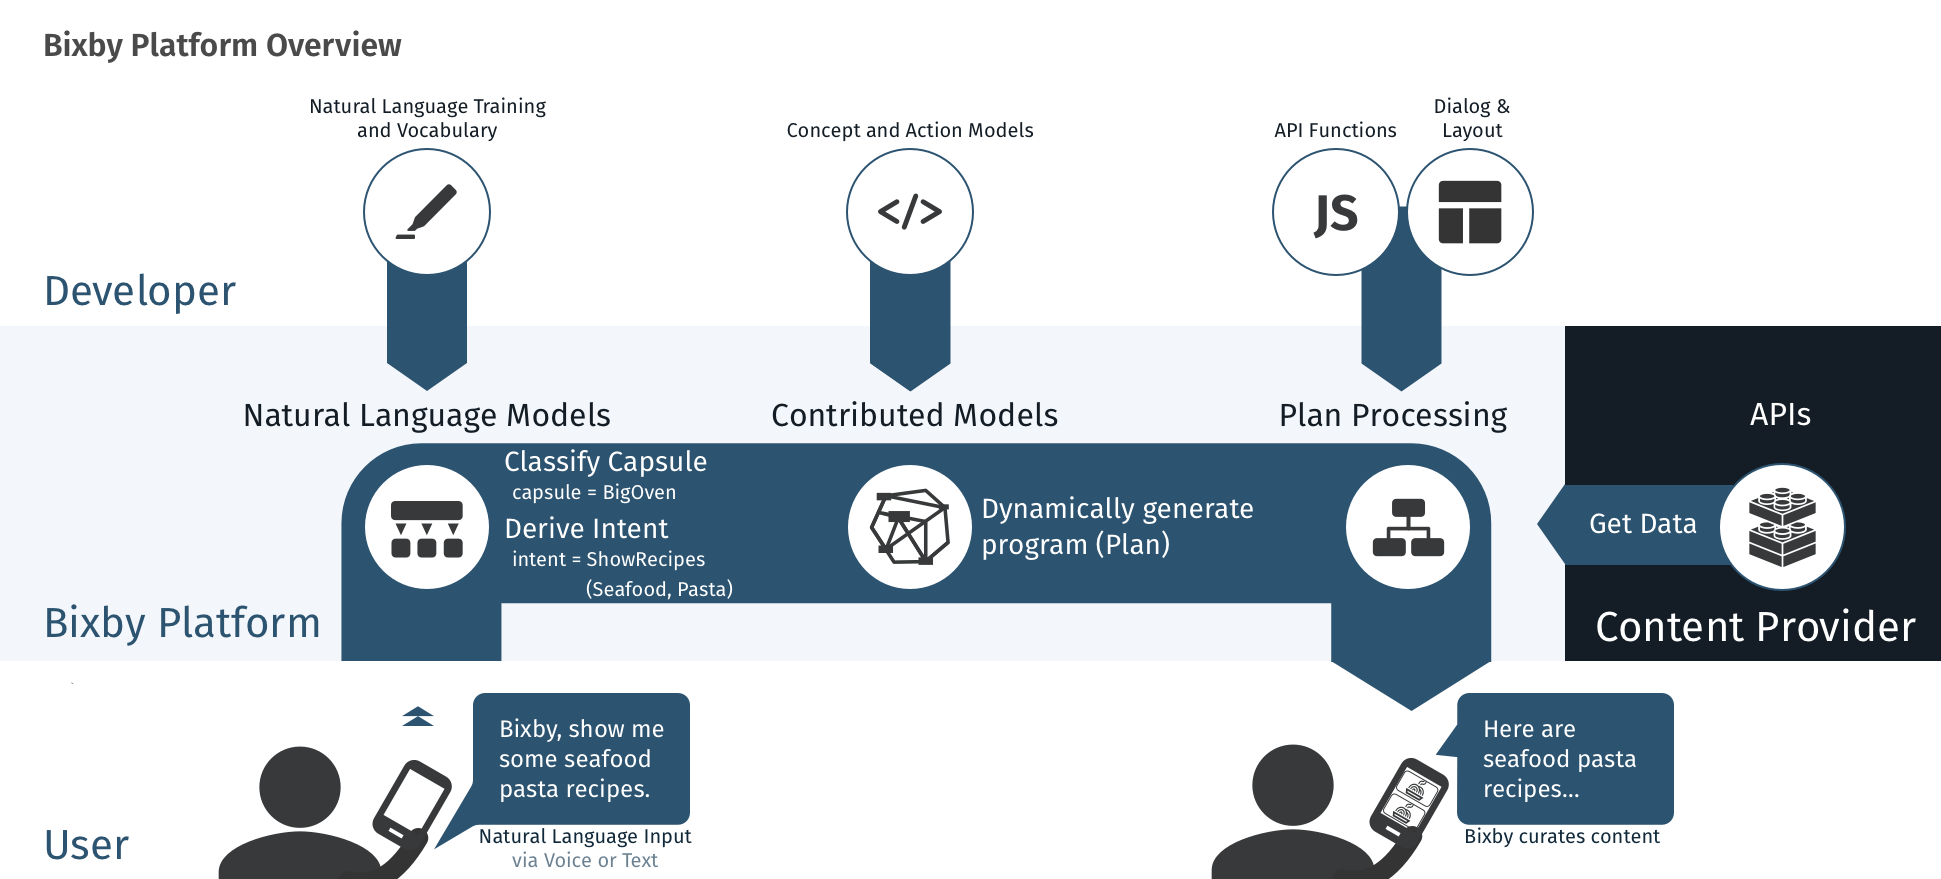 Bixby Platform Overview
Natural Language Training
and Vocabulary
Concept and Action Models
API Functions
Dialog &
Layout
</>
JS
Developer
Natural Language Models
Contributed Models
Plan Processing
APIs
Classify Capsule
capsule = BigOven
Derive Intent
intent = ShowRecipes
(Seafood, Pasta)
Dynamically generate
program (Plan)
Get Data
Bixby Platform
Content Provider
Bixby, show me
some seafood
pasta recipes.
Natural Language Input
via Voice or Text
Here are
seafood pasta
recipes...
Bixby curates content
User